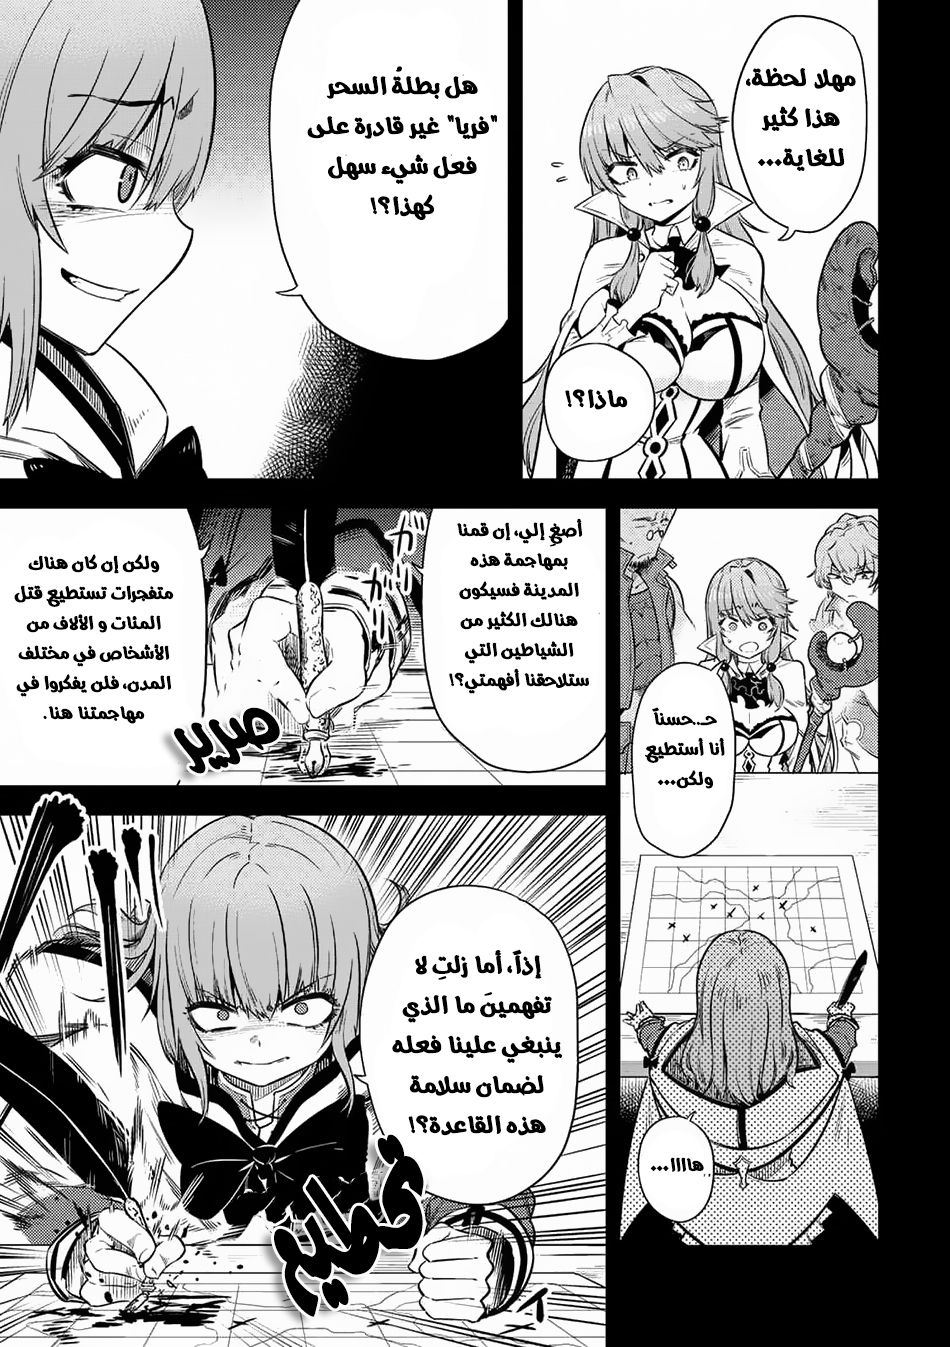 مهلا لحظة،
هذا كثير
للغاية...
ماذا؟!
هل بطلةُ السحر
"فريا" غير قادرة على
فعل شيء سهل
كهذا؟!
حـ..حسناً
أنا أستطيع
ولكن...
هاااا...
أصغِ إلي، إن قمنا
بمهاجمة هذه
المدينة فسيكون
هنالك الكثير من
الشياطين التي
ستلاحقنا أفهمتي؟!
ولكن إن كان هناك
متفجرات تستطيع قتل
المئات و الألاف من
الأشخاص في مختلف
المدن، فلن يفكروا في
مهاجمتنا هنا.
صرير
إذاً، أما زلتِ لا
تفهمينَ ما الذي
ينبغي علينا فعله
لضمان سلامة
هذه القاعدة؟!
تحطيم